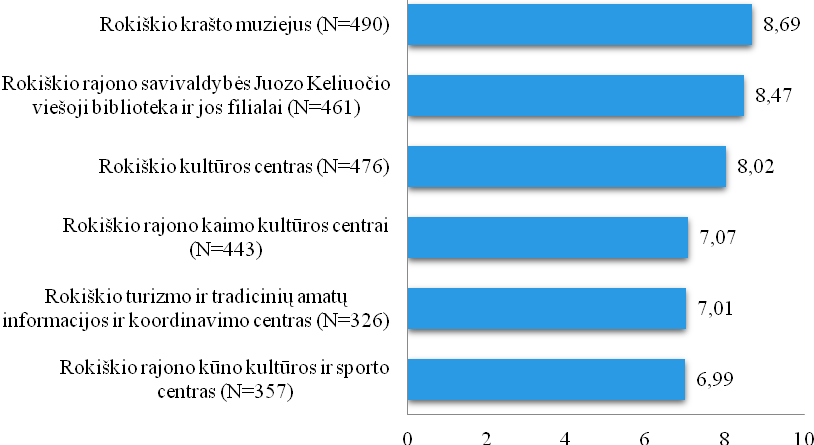 Rokiškio krašto muziejus (N=490)
8,69
Rokiškio rajono savivaldybės Juozo Keliuočio
viešoji biblioteka ir jos filialai (N=461)
8,47
Rokiškio kultūros centras (N=476)
8,02
Rokiškio rajono kaimo kultūros centrai
(N=443)
7,07
Rokiškio turizmo ir tradicinių amatų
informacijos ir koordinavimo centras (N=326)
7,01
Rokiškio rajono kūno kultūros ir sporto
centras (N=357)
6,99
0 2 4 6 8 10